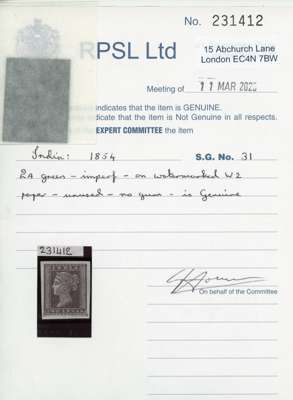 No. 231412
RPSL Ltd
15 Abchurch Lane
London EC4N 7BW
Meeting of 11 MAR 2020
indicates that the item is GENUINE.
dicate that the item is Not Genuine in all respects.
EXPERT COMMITTEE the item
India: 1854 S.G. No. 31
2A green - imperf - on watermarked W2
paper - unused - no gum - is Genuine
231412
INDIA
TWO ANNAS
On behalf of the Committee